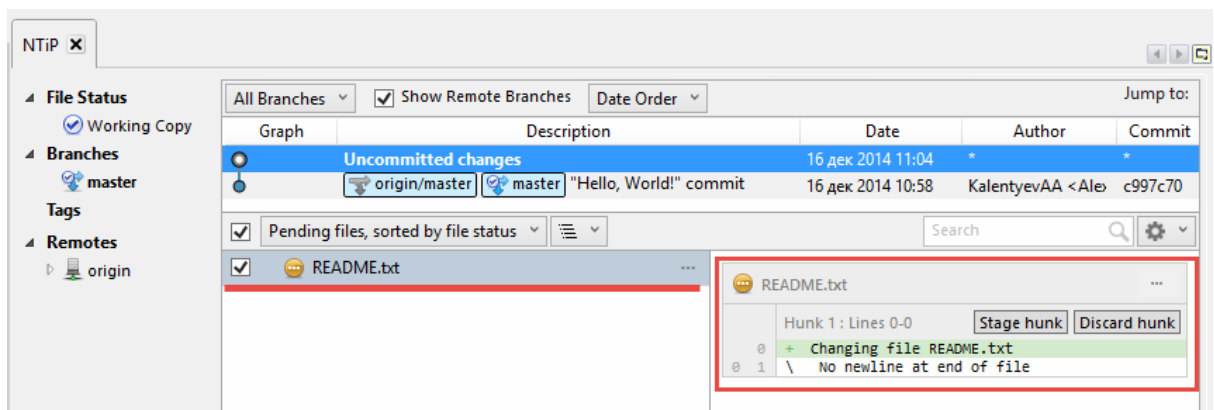 NTiP
File Status
Working Copy
Branches
master
Tags
Remotes
origin
All Branches Show Remote Branches Date Order Jump to:
Graph Description Date Author Commit
Uncommitted changes 16 дек 2014 11:04 * *
origin/master master "Hello, World!" commit 16 дек 2014 10:58 KalentyevAA <Ale c997c70
Pending files, sorted by file status Search
README.txt ...
README.txt ...
Hunk 1 : Lines 0-0 Stage hunk Discard hunk
0 + Changing file README.txt
0 1 \ No newline at end of file